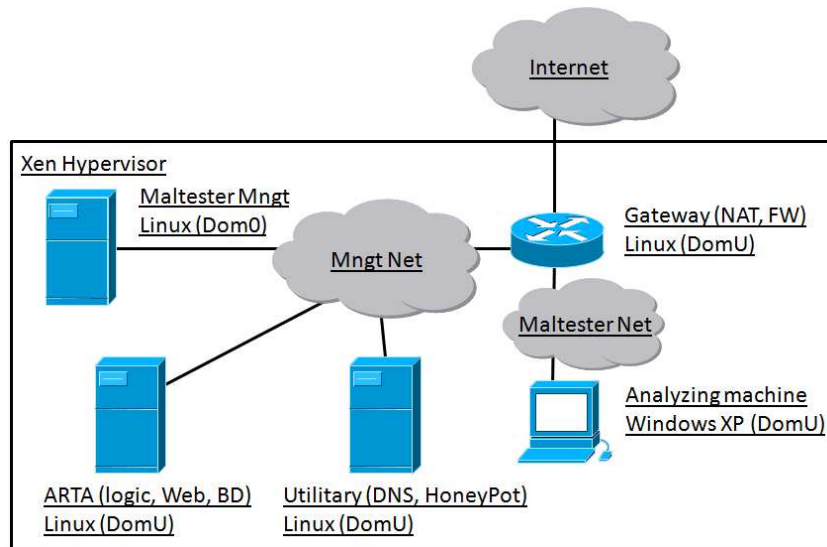 Internet
Xen Hypervisor
Maltester Mngt
Linux (Dom0)
Gateway (NAT, FW)
Linux (DomU)
Mngt Net
Maltester Net
Analyzing machine
Windows XP (DomU)
ARTA (logic, Web, BD)
Linux (DomU)
Utilitary (DNS, HoneyPot)
Linux (DomU)